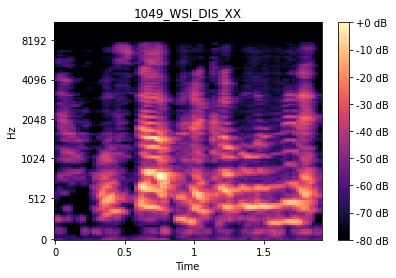 1049_WSI_DIS_XX
8192
4096
2048
1024
512
0
Hz
0
0.5
1
1.5
Time
+0 dB
-10 dB
-20 dB
-30 dB
-40 dB
-50 dB
-60 dB
-70 dB
-80 dB